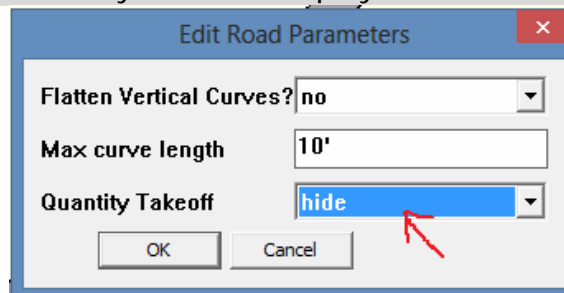 Edit Road Parameters
Flatten Vertical Curves? no
Max curve length 10'
Quantity Takeoff hide
OK Cancel